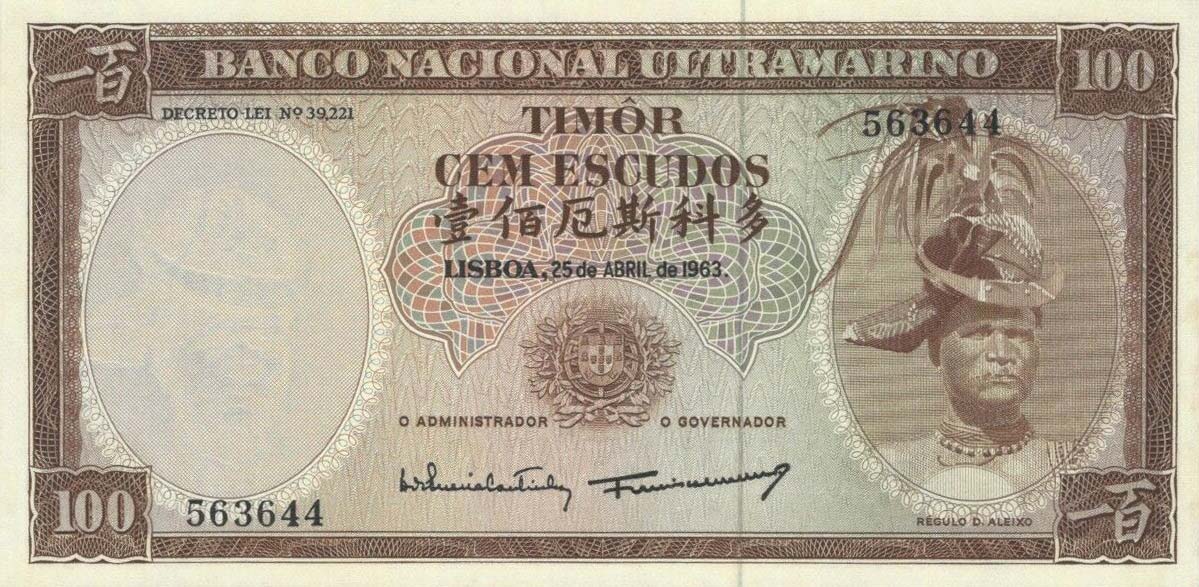 一百
BANCO NACIONAL ULTRAMARINO
100
DECRETO-LEI Nº 39,221
TIMÔR
563644
CEM ESCUDOS
壹佰厄斯科多
LISBOA, 25 de ABRIL de 1963.
O ADMINISTRADOR
O GOVERNADOR
100
563644
RÉGULO D. ALEIXO
一百